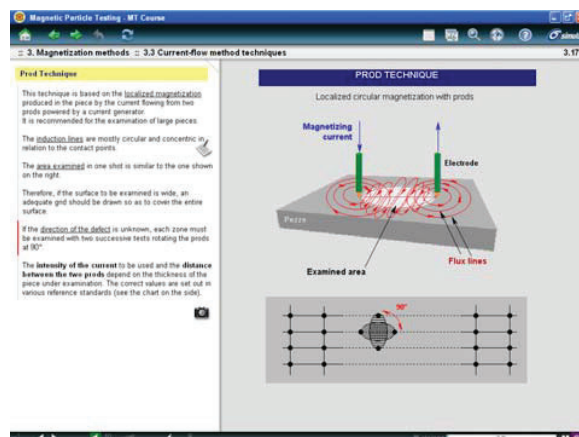 Magnetic Particle Testing - MT Course
:: 3. Magnetization methods :: 3.3 Current-flow method techniques
3.17
Prod Technique
This technique is based on the localized magnetization
produced in the piece by the current flowing from two
prods powered by a current generator.
It is recommended for the examination of large pieces.
The induction lines are mostly circular and concentric in
relation to the contact points.
The area examined in one shot is similar to the one shown
on the right.
Therefore, if the surface to be examined is wide, an
adequate grid should be drawn so as to cover the entire
surface.
If the direction of the defect is unknown, each zone must
be examined with two successive tests rotating the prods
at 90°.
The intensity of the current to be used and the distance
between the two prods depend on the thickness of the
piece under examination. The correct values are set out in
various reference standards (see the chart on the side).
PROD TECHNIQUE
Localized circular magnetization with prods
Magnetizing
current
Electrode
Piece
Examined area
Flux lines
90°